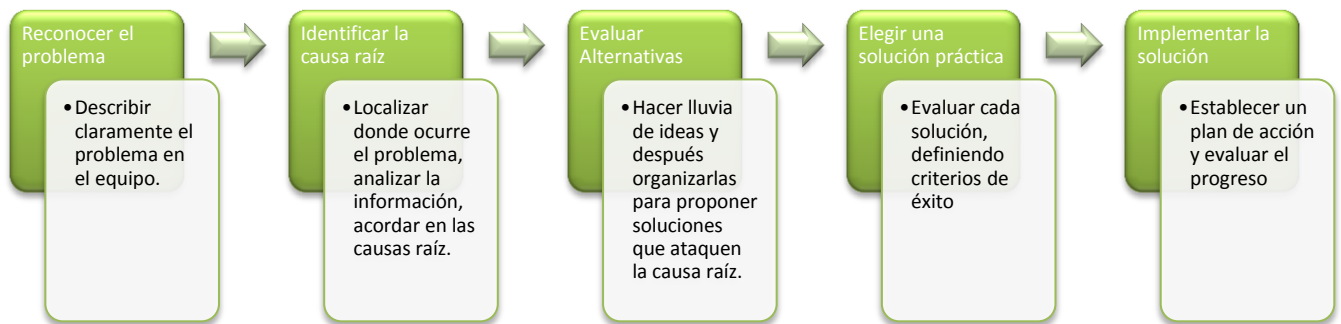 Reconocer el
problema
•Describir
claramente el
problema en
el equipo.
Identificar la
causa raíz
•Localizar
donde ocurre
el problema,
analizar la
información,
acordar en las
causas raíz.
Evaluar
Alternativas
•Hacer lluvia
de ideas y
después
organizarlas
para proponer
soluciones
que ataquen
la causa raíz.
Elegir una
solución práctica
•Evaluar cada
solución,
definiendo
criterios de
éxito
Implementar la
solución
•Establecer un
plan de acción
y evaluar el
progreso